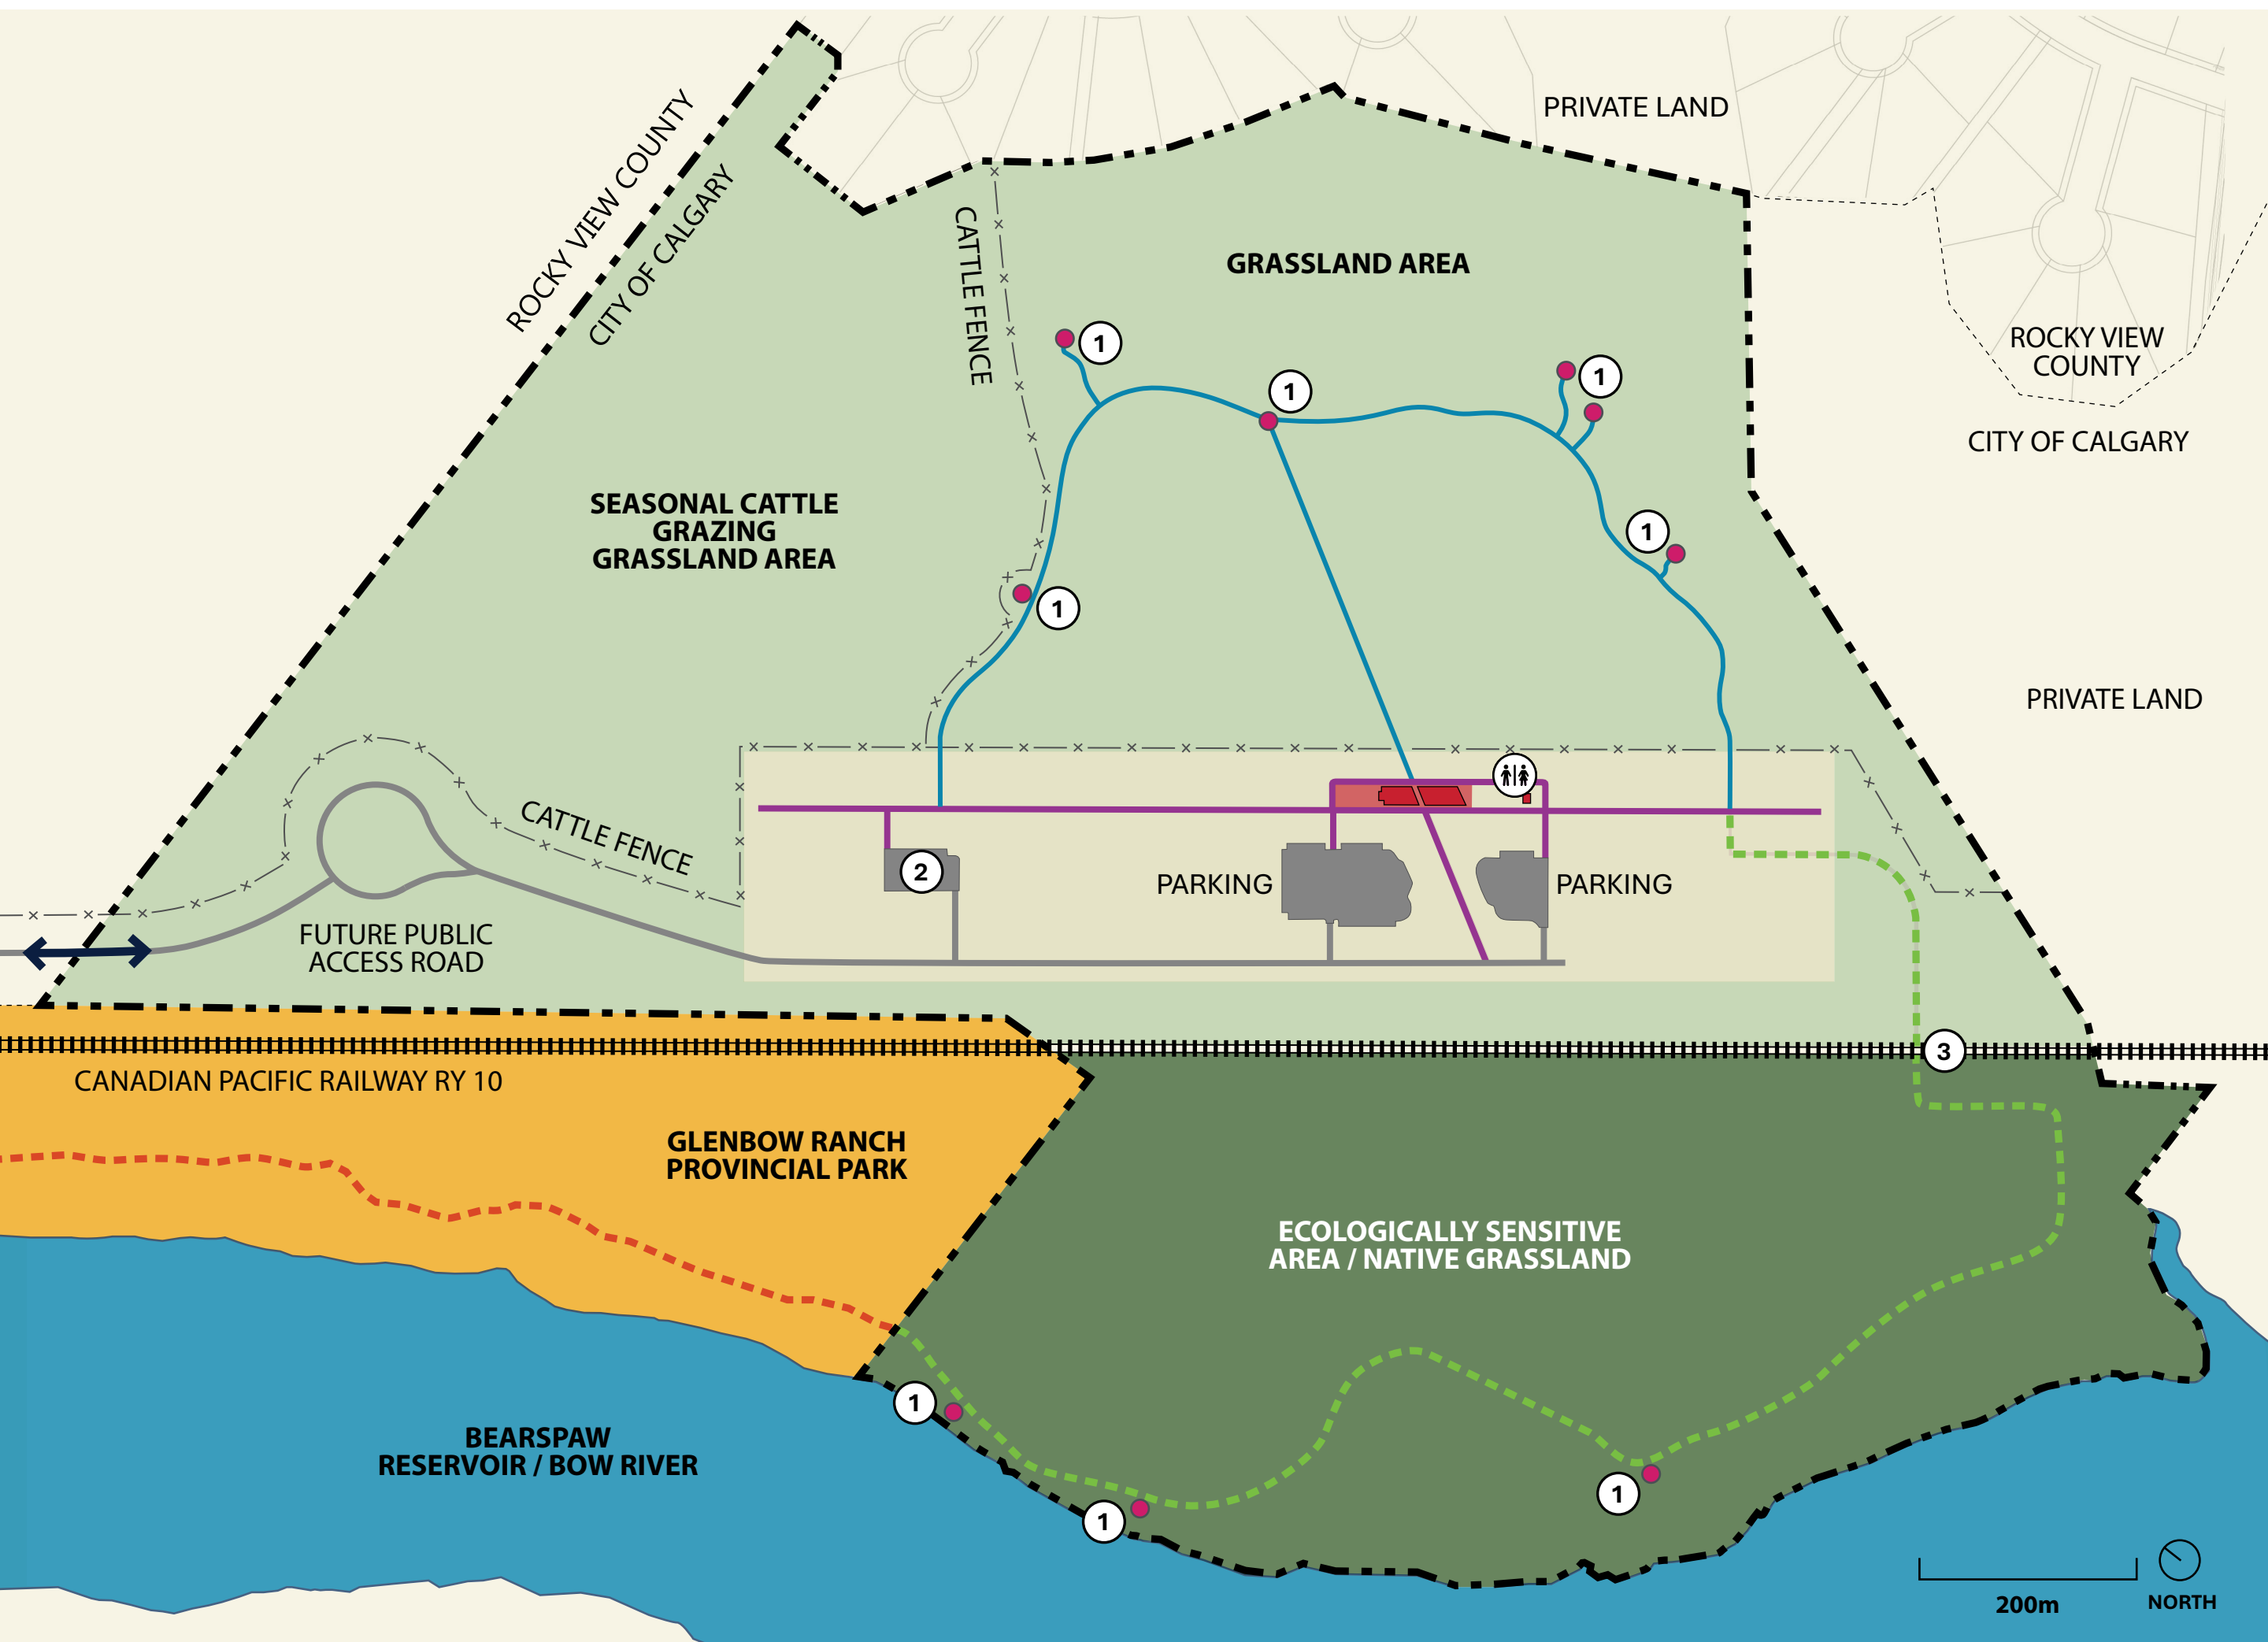 PRIVATE LAND
ROCKY VIEW COUNTY
CITY OF CALGARY
CATTLE FENCE
GRASSLAND AREA
1
1
1
ROCKY VIEW
COUNTY
CITY OF CALGARY
SEASONAL CATTLE
GRAZING
GRASSLAND AREA
1
1
PRIVATE LAND
CATTLE FENCE
2
PARKING
PARKING
FUTURE PUBLIC
ACCESS ROAD
3
CANADIAN PACIFIC RAILWAY RY 10
GLENBOW RANCH
PROVINCIAL PARK
ECOLOGICALLY SENSITIVE
AREA / NATIVE GRASSLAND
1
BEARSPAW
RESERVOIR / BOW RIVER
1
1
200m
NORTH